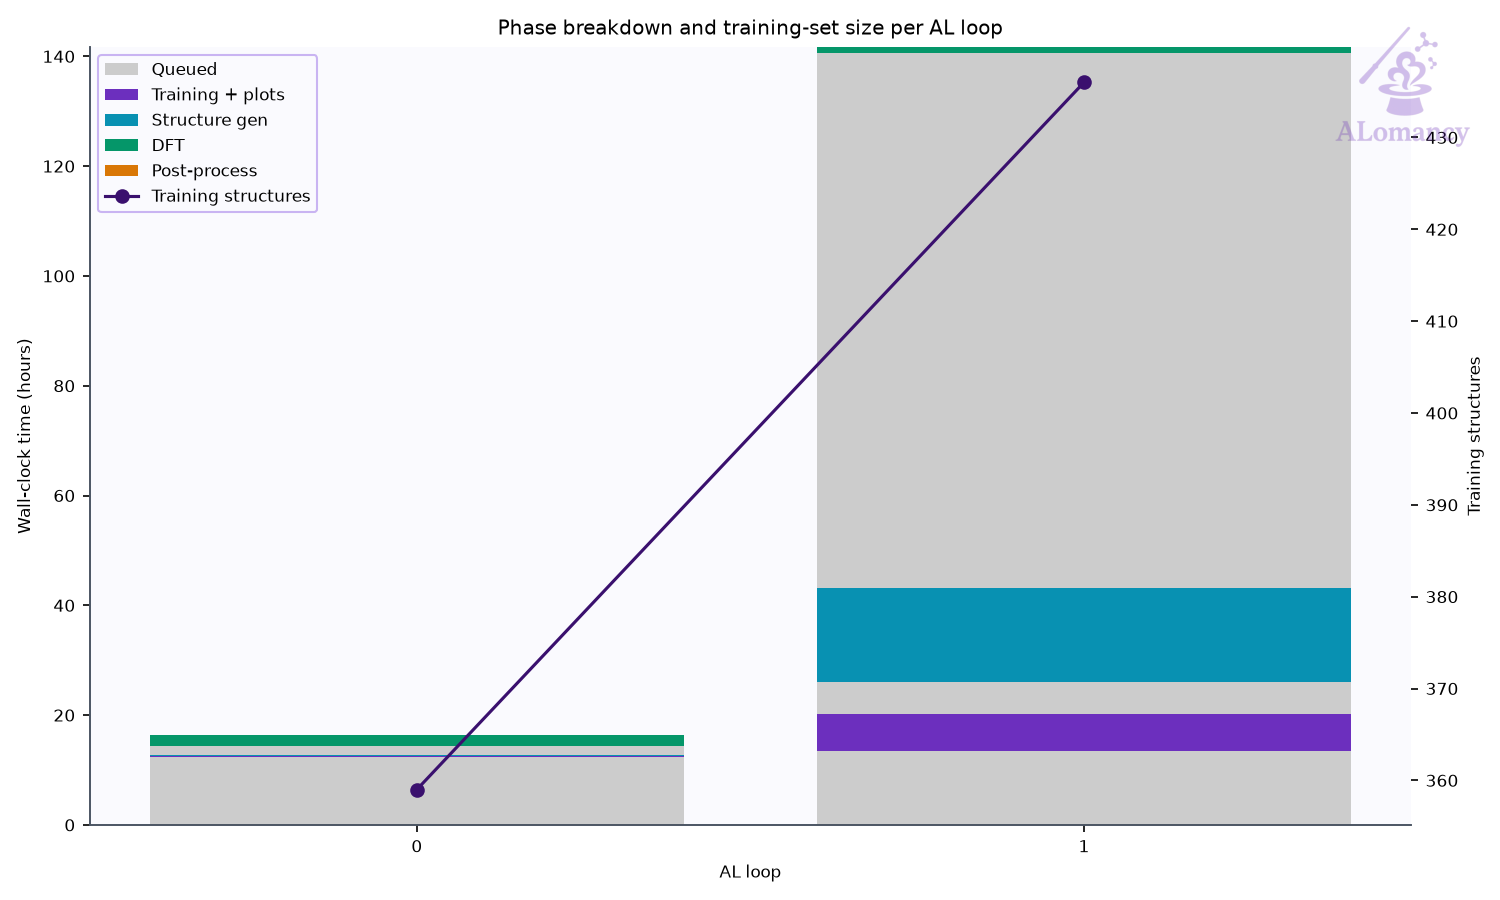 Phase breakdown and training-set size per AL loop
ALomancy
Queued
Training + plots
Structure gen
DFT
Post-process
Training structures
Wall-clock time (hours)
140
120
100
80
60
40
20
0
430
420
410
400
390
380
370
360
Training structures
0
1
AL loop